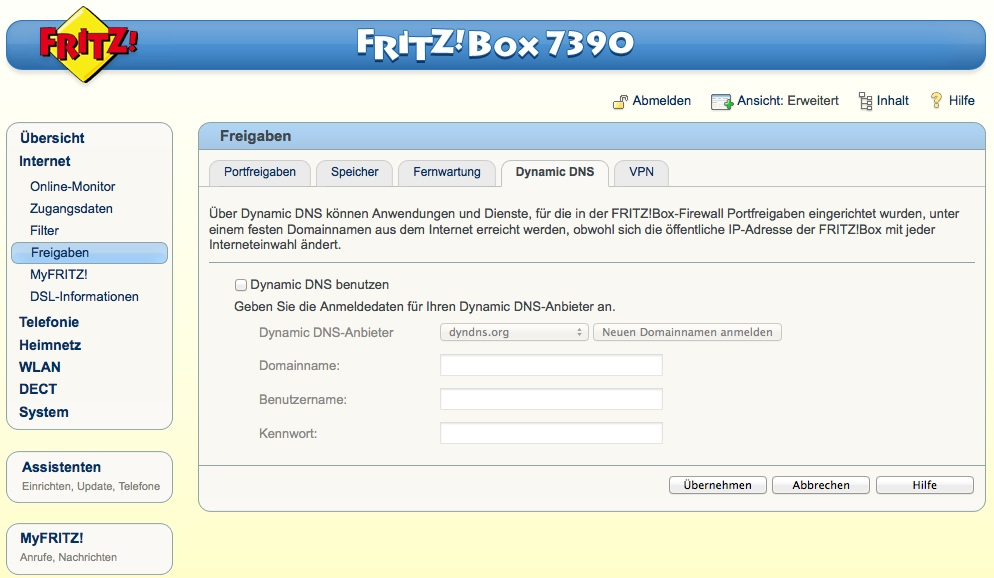 FRITZ!
FRITZ!Box 7390
Abmelden
Ansicht: Erweitert
Inhalt
Hilfe
Übersicht
Internet
Online-Monitor
Zugangsdaten
Filter
Freigaben
MyFRITZ!
DSL-Informationen
Telefonie
Heimnetz
WLAN
DECT
System
Assistenten
Einrichten, Update, Telefone
MyFRITZ!
Anrufe, Nachrichten
Freigaben
Portfreigaben
Speicher
Fernwartung
Dynamic DNS
VPN
Über Dynamic DNS können Anwendungen und Dienste, für die in der FRITZ!Box-Firewall Portfreigaben eingerichtet wurden, unter
einem festen Domainnamen aus dem Internet erreicht werden, obwohl sich die öffentliche IP-Adresse der FRITZ!Box mit jeder
Interneteinwahl ändert.
Dynamic DNS benutzen
Geben Sie die Anmeldedaten für Ihren Dynamic DNS-Anbieter an.
Dynamic DNS-Anbieter
dyndns.org
Neuen Domainnamen anmelden
Domainname:
Benutzername:
Kennwort:
Übernehmen
Abbrechen
Hilfe